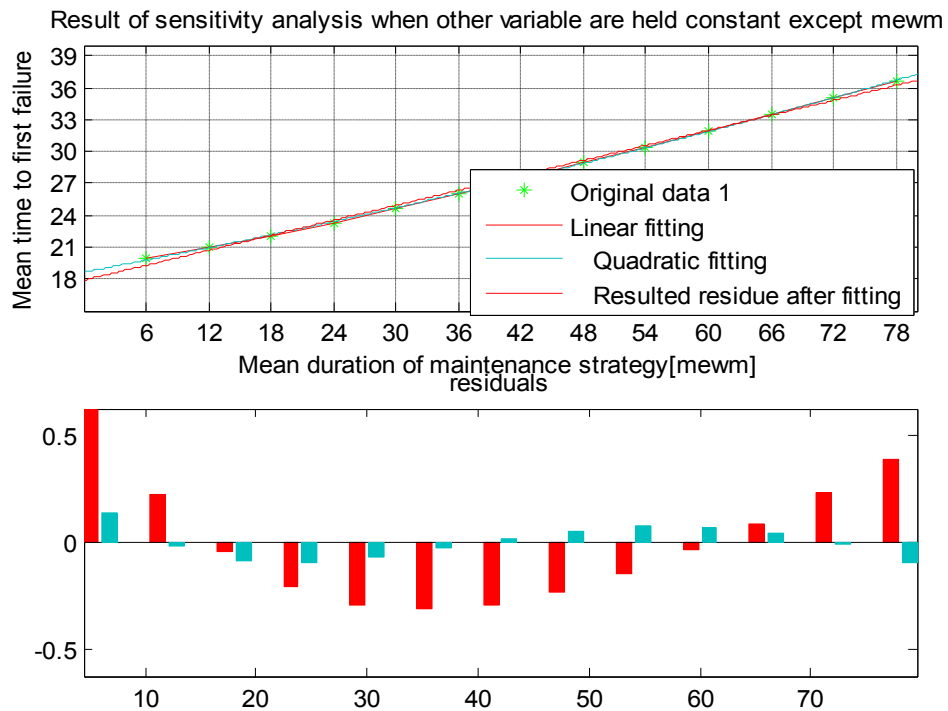 Result of sensitivity analysis when other variable are held constant except mewm
Mean time to first failure
39
36
33
30
27
24
21
18
Original data 1
Linear fitting
Quadratic fitting
Resulted residue after fitting
6 12 18 24 30 36 42 48 54 60 66 72 78
Mean duration of maintenance strategy[mewm]
residuals
0.5
0
-0.5
10 20 30 40 50 60 70